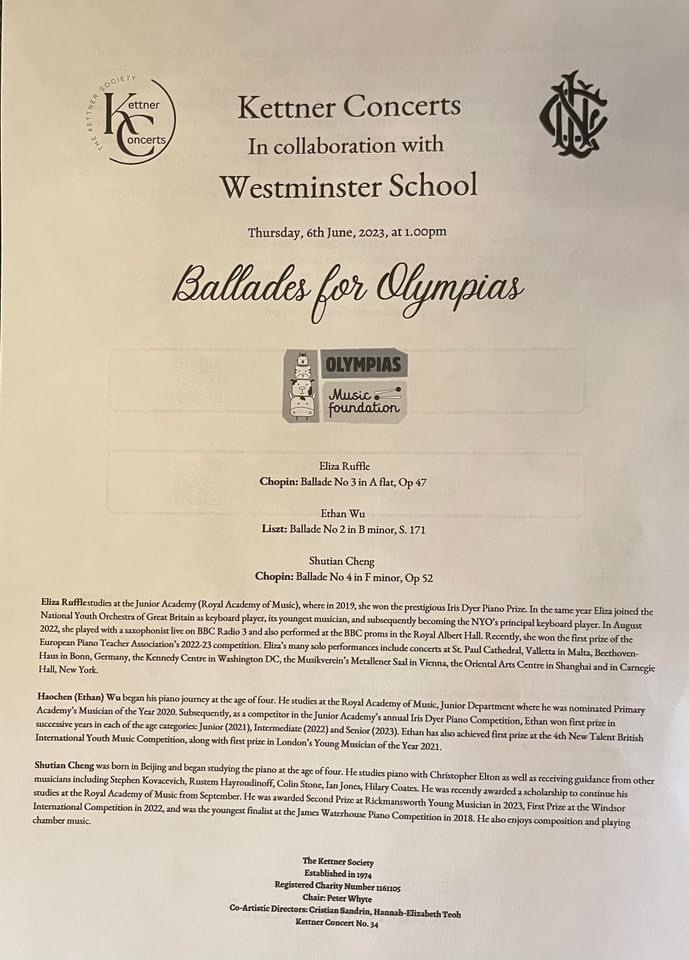 THE KETTNER SOCIETY
Kettner
Concerts
NLC
Kettner Concerts
In collaboration with
Westminster School
Thursday, 6th June, 2023, at 1.00pm
Ballades for Olympias
OLYMPIAS
Music
foundation
Eliza Ruffle
Chopin: Ballade No 3 in A flat, Op 47
Ethan Wu
Liszt: Ballade No 2 in B minor, S. 171
Shutian Cheng
Chopin: Ballade No 4 in F minor, Op 52
Eliza Rufflestudies at the Junior Academy (Royal Academy of Music), where in 2019, she won the prestigious Iris Dyer Piano Prize. In the same year Eliza joined the
National Youth Orchestra of Great Britain as keyboard player, its youngest musician, and subsequently becoming the NYO's principal keyboard player. In August
2022, she played with a saxophonist live on BBC Radio 3 and also performed at the BBC proms in the Royal Albert Hall. Recently, she won the first prize of the
European Piano Teacher Association's 2022-23 competition. Eliza's many solo performances include concerts at St. Paul Cathedral, Valletta in Malta, Beethoven-
Haus in Bonn, Germany, the Kennedy Centre in Washington DC, the Musikverein's Metallener Saal in Vienna, the Oriental Arts Centre in Shanghai and in Carnegie
Hall, New York.
Haochen (Ethan) Wu began his piano journey at the age of four. He studies at the Royal Academy of Music, Junior Department where he was nominated Primary
Academy's Musician of the Year 2020. Subsequently, as a competitor in the Junior Academy's annual Iris Dyer Piano Competition, Ethan won first prize in
successive years in each of the age categories: Junior (2021), Intermediate (2022) and Senior (2023). Ethan has also achieved first prize at the 4th New Talent British
International Youth Music Competition, along with first prize in London's Young Musician of the Year 2021.
Shutian Cheng was born in Beijing and began studying the piano at the age of four. He studies piano with Christopher Elton as well as receiving guidance from other
musicians including Stephen Kovacevich, Rustem Hayroudinoff, Colin Stone, Ian Jones, Hilary Coates. He was recently awarded a scholarship to continue his
studies at the Royal Academy of Music from September. He was awarded Second Prize at Rickmansworth Young Musician in 2023, First Prize at the Windsor
International Competition in 2022, and was the youngest finalist at the James Waterhouse Piano Competition in 2018. He also enjoys composition and playing
chamber music.
The Kettner Society
Established in 1974
Registered Charity Number 1161105
Chair: Peter Whyte
Co-Artistic Directors: Cristian Sandrin, Hannah-Elizabeth Teoh
Kettner Concert No. 34